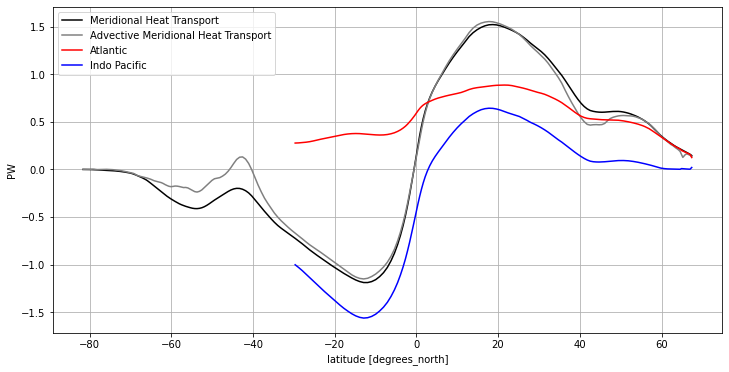 Meridional Heat Transport
Advective Meridional Heat Transport
Atlantic
Indo Pacific
1.5
1.0
0.5
0.0
−0.5
−1.0
−1.5
PW
−80 −60 −40 −20 0 20 40 60
latitude [degrees_north]